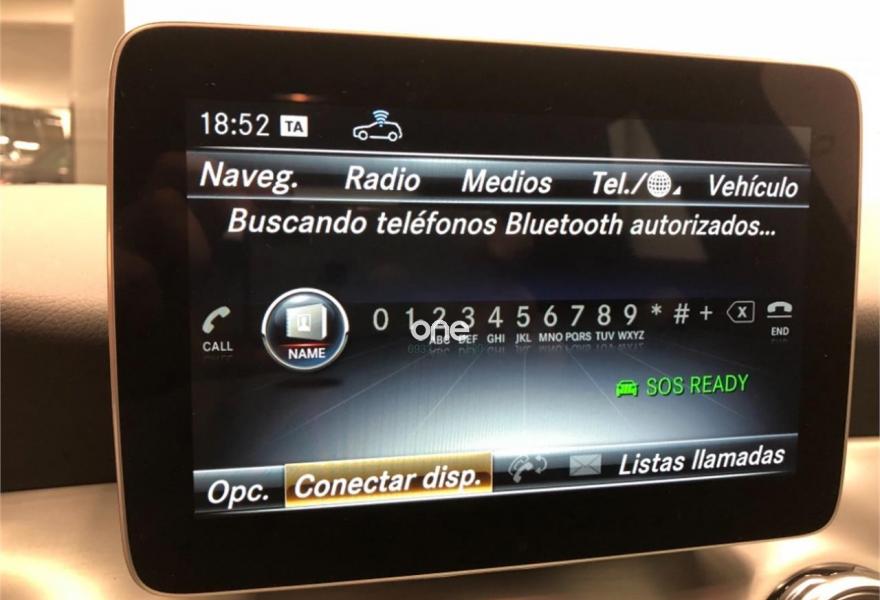 18:52 TA
Naveg. Radio Medios Tel./ Vehículo
Buscando teléfonos Bluetooth autorizados...
CALL NAME 0 1 2 3 4 5 6 7 8 9 * # + X END
ABC DEF GHI JKL MNO PQRS TUV WXYZ
one
SOS READY
Opc. Conectar disp. Listas llamadas